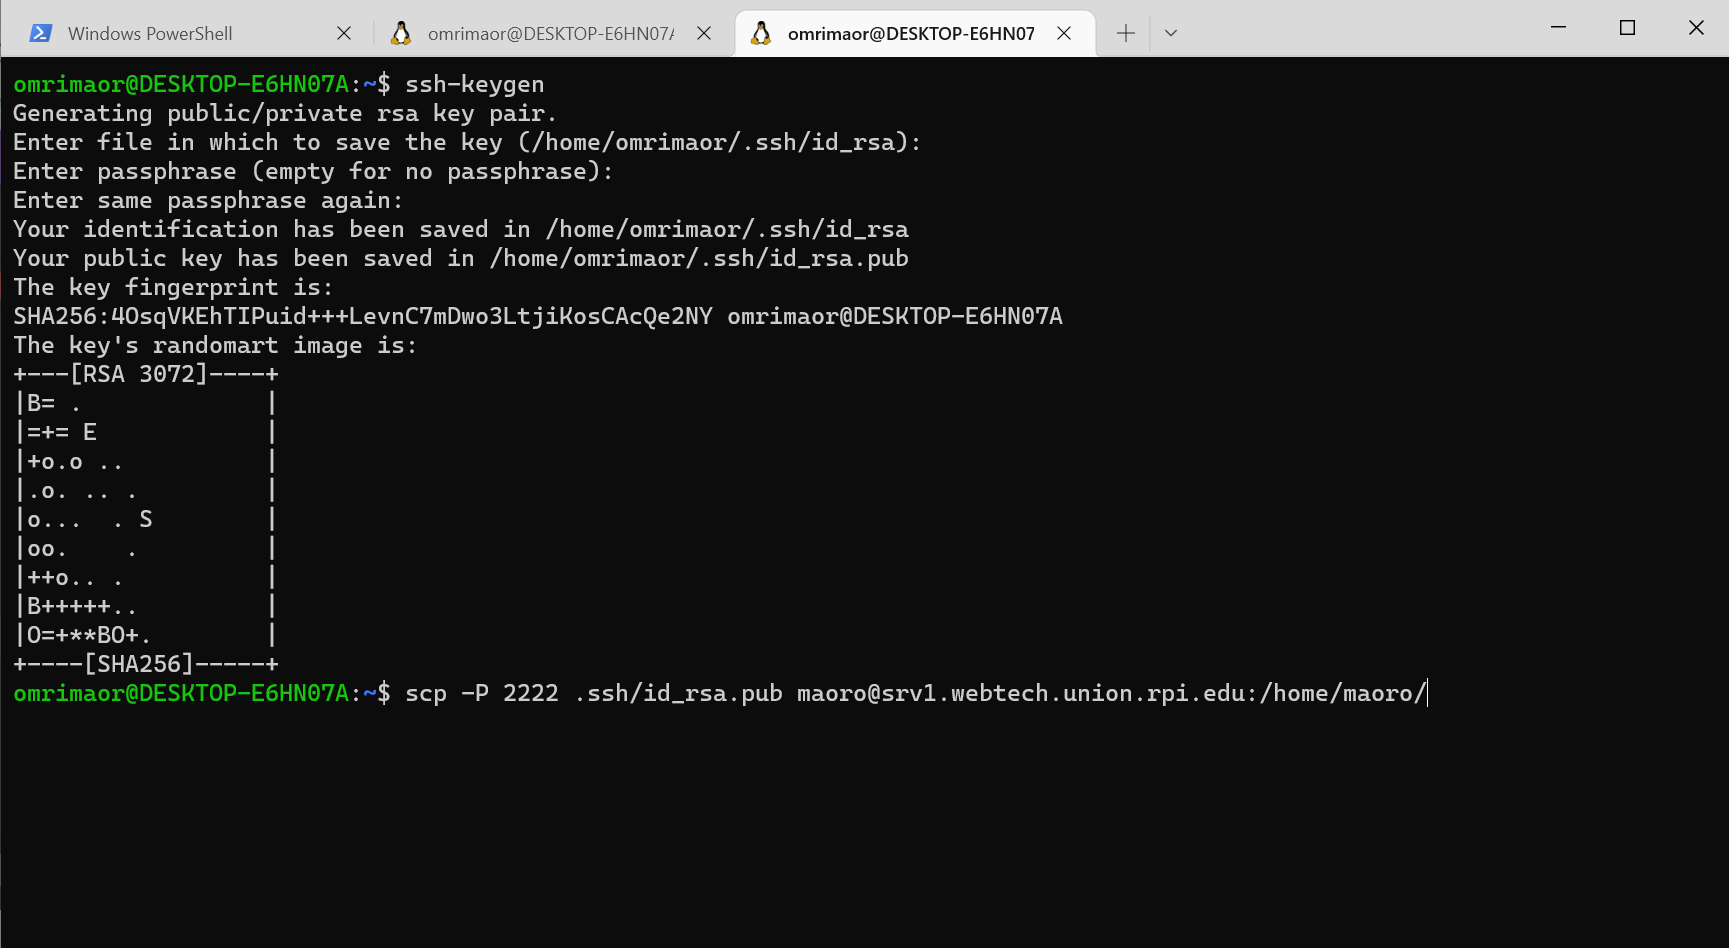 Windows PowerShell
omrimaor@DESKTOP-E6HN07A
omrimaor@DESKTOP-E6HN07
omrimaor@DESKTOP-E6HN07A:~$ ssh-keygen
Generating public/private rsa key pair.
Enter file in which to save the key (/home/omrimaor/.ssh/id_rsa):
Enter passphrase (empty for no passphrase):
Enter same passphrase again:
Your identification has been saved in /home/omrimaor/.ssh/id_rsa
Your public key has been saved in /home/omrimaor/.ssh/id_rsa.pub
The key fingerprint is:
SHA256:4OsqVKEhTIPuid+++LevnC7mDwo3LtjiKosCAcQe2NY omrimaor@DESKTOP-E6HN07A
The key's randomart image is:
+---[RSA 3072]----+
|B= .             |
|=+= E            |
|+o.o ..          |
|.o. .. .         |
|o...  . S        |
|oo.    .         |
|++o.. .          |
|B+++++..         |
|O=+**BO+.        |
+----[SHA256]-----+
omrimaor@DESKTOP-E6HN07A:~$ scp -P 2222 .ssh/id_rsa.pub maoro@srv1.webtech.union.rpi.edu:/home/maoro/